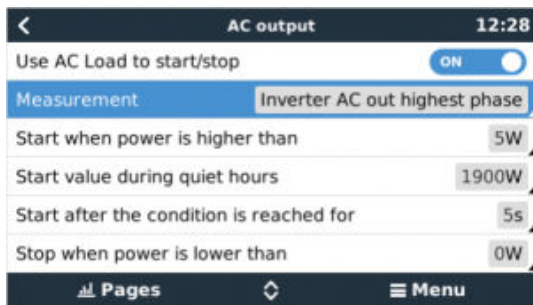 AC output 12:28
Use AC Load to start/stop ON
Measurement Inverter AC out highest phase
Start when power is higher than 5W
Start value during quiet hours 1900W
Start after the condition is reached for 5s
Stop when power is lower than 0W
Pages Menu